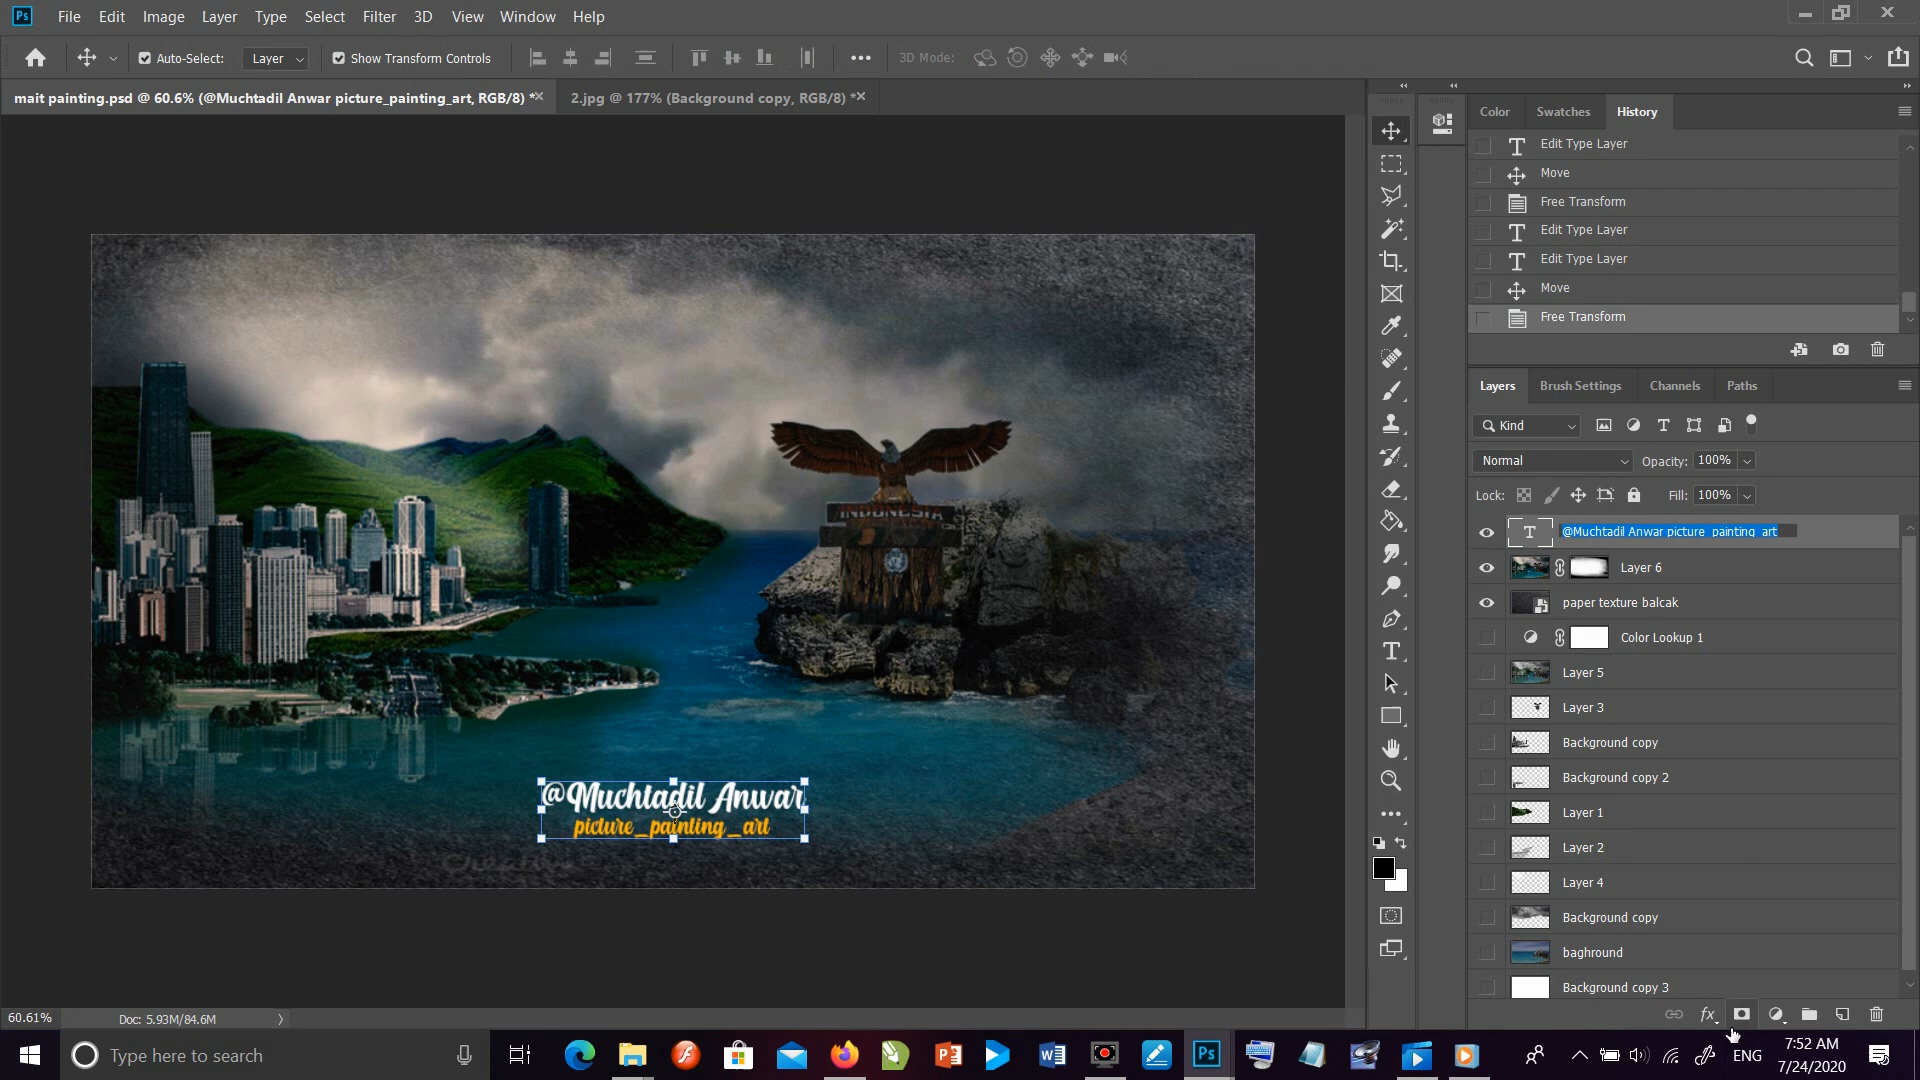 Ps File Edit Image Layer Type Select Filter 3D View Window Help
Auto-Select: Layer Show Transform Controls 3D Mode:
mait painting.psd @ 60.6% (@Muchtadil Anwar picture_painting_art, RGB/8) * 2.jpg @ 177% (Background copy, RGB/8) *
Color Swatches History
Edit Type Layer
Move
Free Transform
Edit Type Layer
Edit Type Layer
Move
Free Transform
Layers Brush Settings Channels Paths
Kind
Normal Opacity: 100%
Lock: Fill: 100%
@Muchtadil Anwar picture_painting_art
Layer 6
paper texture balcak
Color Lookup 1
Layer 5
Layer 3
Background copy
Background copy 2
Layer 1
Layer 2
Layer 4
Background copy
baghround
Background copy 3
fx
INDONESIA
@Muchtadil Anwar
picture_painting_art
Creative
60.61% Doc: 5.93M/84.6M
Type here to search
Ps
ENG
7:52 AM
7/24/2020